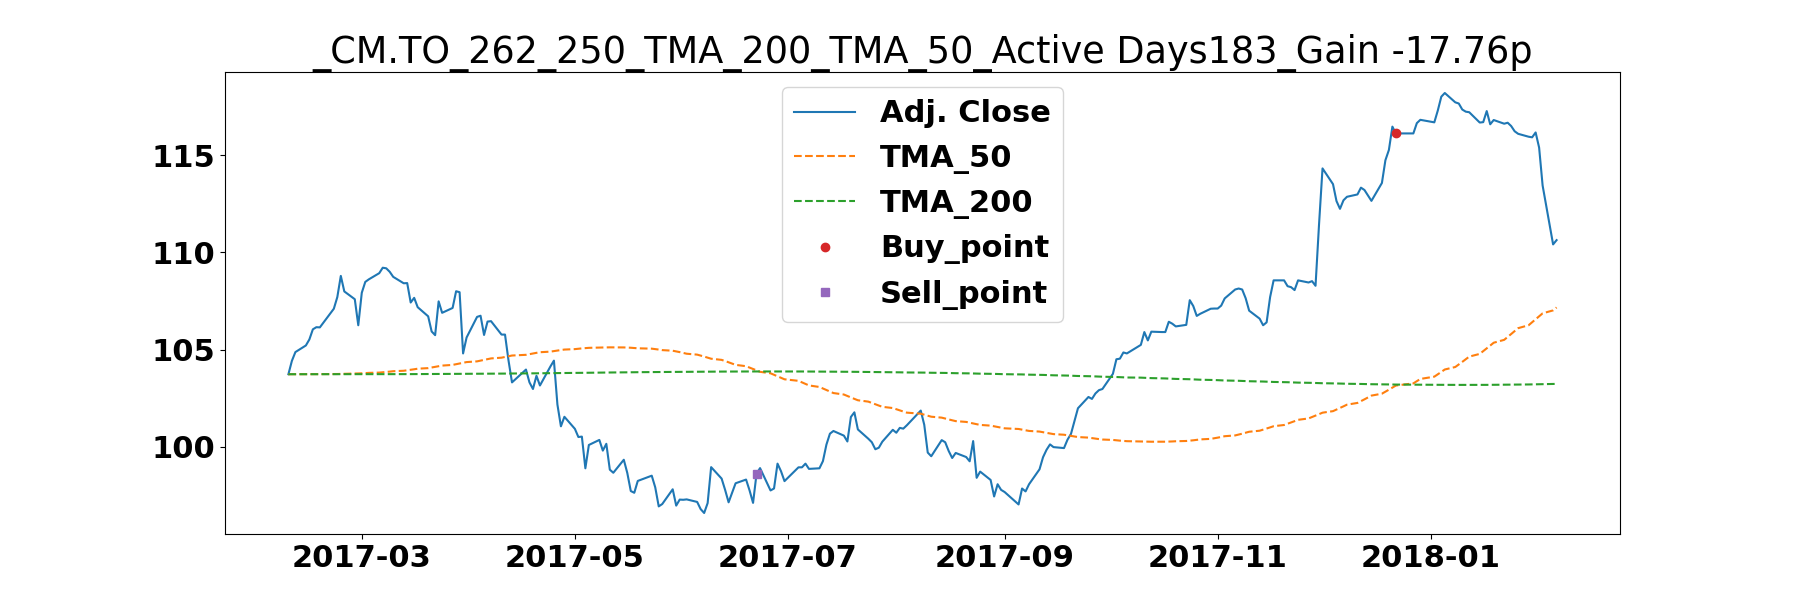 _CM.TO_262_250_TMA_200_TMA_50_Active Days183_Gain -17.76p
Adj. Close
TMA_50
TMA_200
Buy_point
Sell_point
115
110
105
100
2017-03 2017-05 2017-07 2017-09 2017-11 2018-01